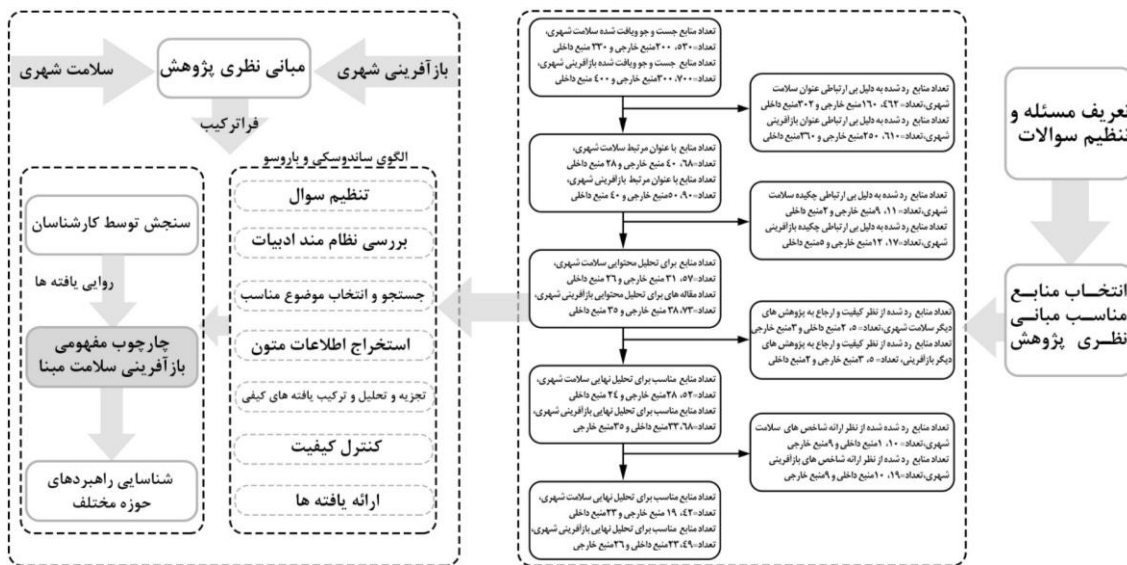 تعریف مسئله و
تنظیم سوالات
انتخــاب منابــع
مناســب مبانــی
نظــری پژوهش
تعداد منابع جست و جو ویافت شده سلامت شهری،
تعداد=۵۳۰، ۲۰۰منبع خارجی و ۳۳۰ منبع داخلی
تعداد منابع جست و جو ویافت شده بازآفرینی شهری،
تعداد=۷۰۰، ۳۰۰منبع خارجی و ۴۰۰ منبع داخلی
تعداد منابع رد شده به دلیل بی ارتباطی عنوان سلامت
شهری،تعداد=۴۶۲، ۱۶۰منبع خارجی و ۳۰۲منبع داخلی
تعداد منابع رد شده به دلیل بی ارتباطی عنوان بازآفرینی
شهری،تعداد=۶۱۰، ۲۵۰منبع خارجی و ۳۶۰منبع داخلی
تعداد منابع با عنوان مرتبط سلامت شهری،
تعداد=۶۸، ۴۰ منبع خارجی و ۲۸ منبع داخلی
تعداد منابع با عنوان مرتبط بازآفرینی شهری،
تعداد=۹۰، ۵۰منبع خارجی و ۴۰ منبع داخلی
تعداد منابع رد شده به دلیل بی ارتباطی چکیده سلامت
شهری،تعداد=۱۱، ۹منبع خارجی و ۲منبع داخلی
تعداد منابع رد شده به دلیل بی ارتباطی چکیده بازآفرینی
شهری،تعداد=۱۷، ۱۲منبع خارجی و ۵منبع داخلی
تعداد منابع برای تحلیل محتوایی سلامت شهری،
تعداد=۵۷، ۳۱ منبع خارجی و ۲۶ منبع داخلی
تعداد مقاله های برای تحلیل محتوایی بازآفرینی شهری،
تعداد=۷۳، ۳۸منبع خارجی و ۳۵ منبع داخلی
تعداد منابع رد شده از نظر کیفیت و ارجاع به پژوهش های
دیگر سلامت شهری،تعداد=۵، ۲منبع داخلی و ۳منبع خارجی
تعداد منابع رد شده از نظر کیفیت و ارجاع به پژوهش های
دیگر بازآفرینی، تعداد= ۵، ۳منبع خارجی و ۲منبع داخلی
تعداد منابع مناسب برای تحلیل نهایی سلامت شهری،
تعداد=۵۲، ۲۸منبع خارجی و ۲۴ منبع داخلی
تعداد منابع مناسب برای تحلیل نهایی بازآفرینی شهری،
تعداد=۶۸، ۳۳منبع داخلی و ۳۵منبع خارجی
تعداد منابع رد شده شده از نظر ارائه شاخص های سلامت
شهری،تعداد=۱۰، ۱منبع داخلی و ۹منبع خارجی
تعداد منابع رد شده از نظر ارائه شاخص های بازآفرینی
شهری،تعداد=۱۹، ۱۰منبع داخلی و ۹منبع خارجی
تعداد منابع مناسب برای تحلیل نهایی سلامت شهری،
تعداد=۴۲، ۱۹ منبع خارجی و ۲۳منبع داخلی
تعداد منابع مناسب برای تحلیل نهایی بازآفرینی شهری،
تعداد=۴۹، ۲۳منبع داخلی و ۲۶منبع خارجی
بازآفرینی شهری
مبانی نظری پژوهش
سلامت شهری
فراترکیب
الگوی ساندوسکی و باروسو
تنظیم سوال
بررسی نظام مند ادبیات
جستجو و انتخاب موضوع مناسب
استخراج اطلاعات متون
تجزیه و تحلیل و ترکیب یافته های کیفی
کنترل کیفیت
ارائه یافته ها
سنجش توسط کارشناسان
روایی یافته ها
چارچوب مفهومی
بازآفرینی سلامت مبنا
شناسایی راهبردهای
حوزه مختلف